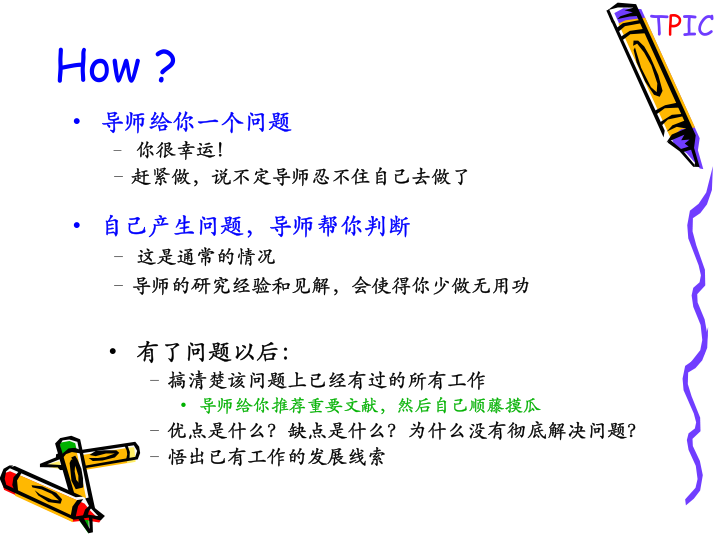 TPIC
How ?
• 导师给你一个问题
– 你很幸运！
– 赶紧做，说不定导师忍不住自己去做了
• 自己产生问题，导师帮你判断
– 这是通常的情况
– 导师的研究经验和见解，会使得你少做无用功
• 有了问题以后：
– 搞清楚该问题上已经有过的所有工作
• 导师给你推荐重要文献，然后自己顺藤摸瓜
– 优点是什么？缺点是什么？为什么没有彻底解决问题？
– 悟出已有工作的发展线索